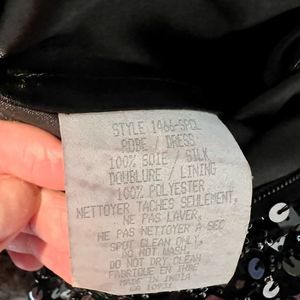 STYLE 1466-SPCL
ROBE / DRESS
100% SOIE / SILK
DOUBLURE / LINING
100% POLYESTER
NETTOYER TACHES SEULEMENT,
NE PAS LAVER,
NE PAS NETTOYER A SEC
SPOT CLEAN ONLY,
DO NOT WASH
DO NOT DRY CLEAN
FABRIQUE EN INDE
MADE IN INDIA